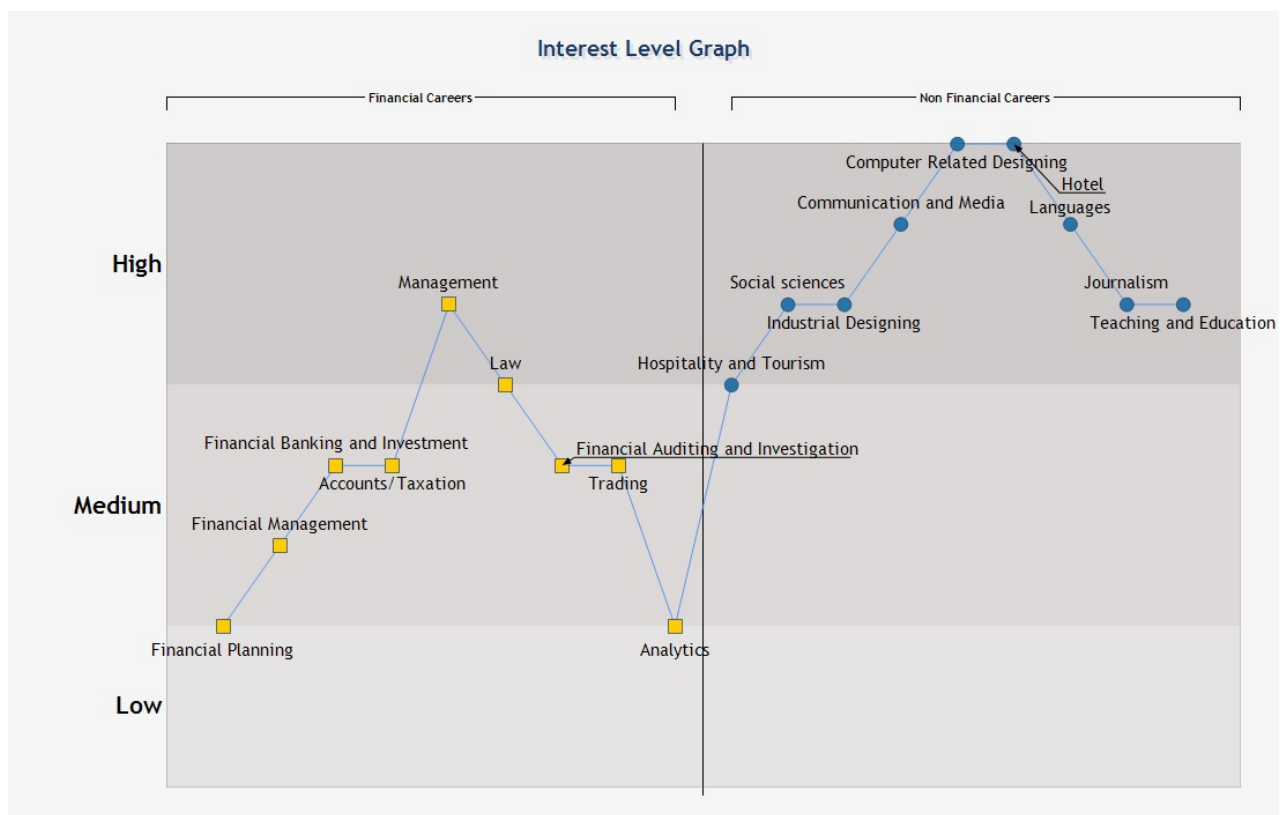 Interest Level Graph
Financial Careers
Non Financial Careers
Computer Related Designing
Hotel
Communication and Media
Languages
High
Management
Social sciences
Journalism
Industrial Designing
Teaching and Education
Law
Hospitality and Tourism
Financial Banking and Investment
Financial Auditing and Investigation
Accounts/Taxation
Trading
Medium
Financial Management
Financial Planning
Analytics
Low